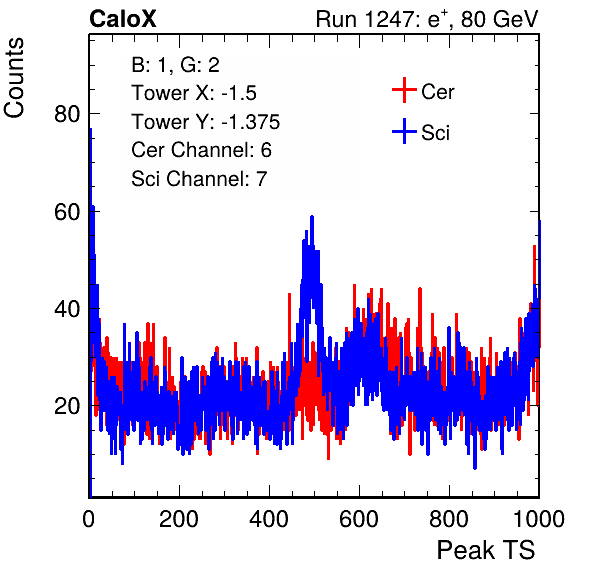 CaloX Run 1247: e+, 80 GeV
Counts
B: 1, G: 2
Tower X: -1.5
Tower Y: -1.375
Cer Channel: 6
Sci Channel: 7
Cer
Sci
80
60
40
20
0 200 400 600 800 1000
Peak TS